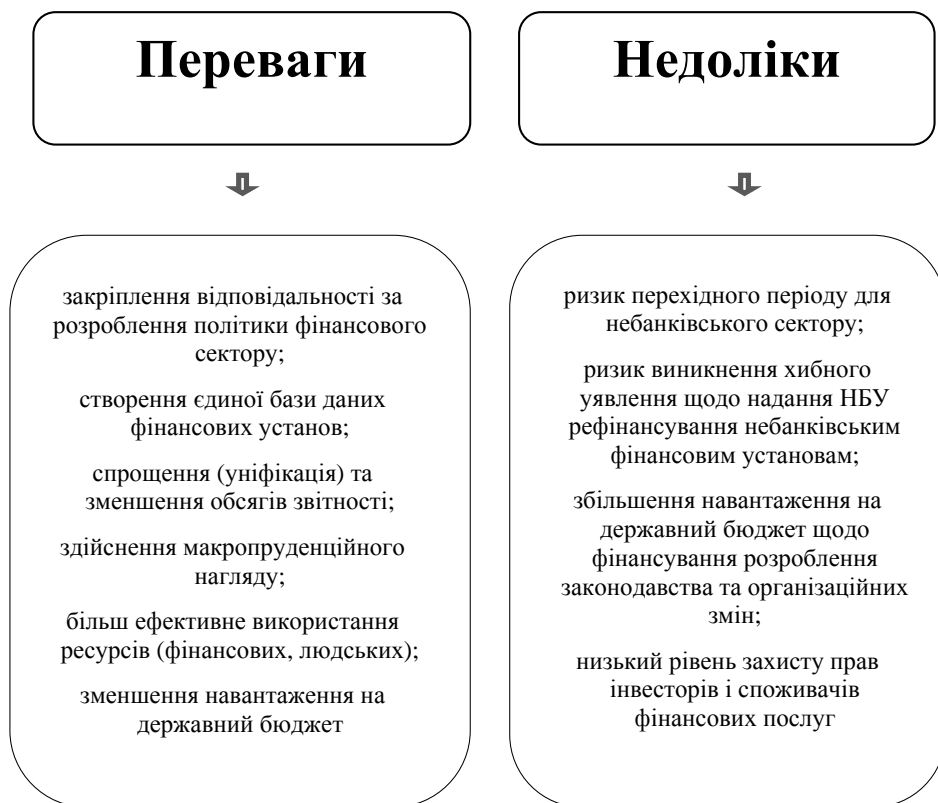 Переваги
закріплення відповідальності за
розроблення політики фінансового
сектору;
створення єдиної бази даних
фінансових установ;
спрощення (уніфікація) та
зменшення обсягів звітності;
здійснення макропруденційного
нагляду;
більш ефективне використання
ресурсів (фінансових, людських);
зменшення навантаження на
державний бюджет
Недоліки
ризик перехідного періоду для
небанківського сектору;
ризик виникнення хибного
уявлення щодо надання НБУ
рефінансування небанківським
фінансовим установам;
збільшення навантаження на
державний бюджет щодо
фінансування розроблення
законодавства та організаційних
змін;
низький рівень захисту прав
інвесторів і споживачів
фінансових послуг